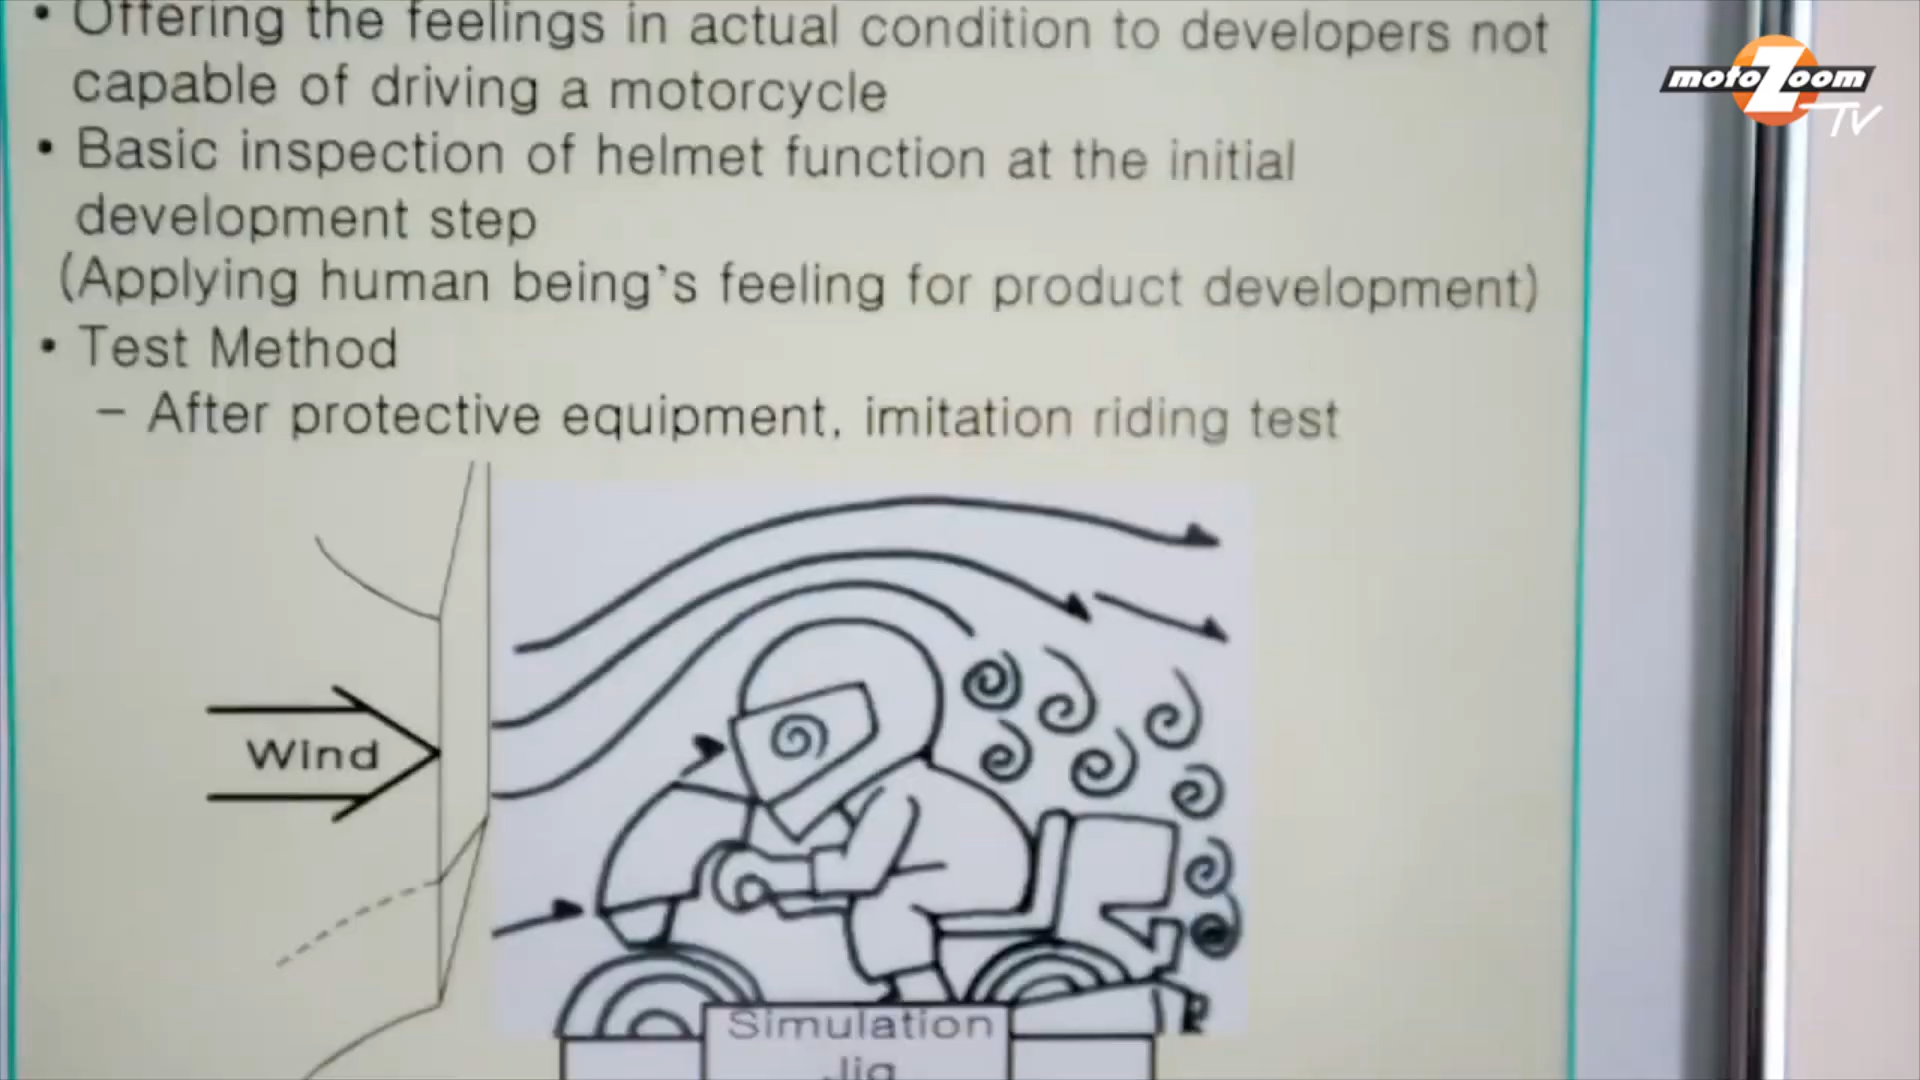 • Offering the feelings in actual condition to developers not
capable of driving a motorcycle
• Basic inspection of helmet function at the initial
development step
(Applying human being's feeling for product development)
• Test Method
– After protective equipment, imitation riding test
Wind
Simulation
Jig
motoZoom
TV